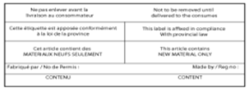 Ne pas enlever avant la
livraison au consommateur
Not to be removed until
delivered to the consumer
Cette étiquette est apposée conformément
à la loi de la province
This label is affixed in compliance
With provincial law
Cet article contient des
MATERIAUX NEUFS SEULEMENT
This article contains
NEW MATERIAL ONLY
Fabriqué par / No de Permis :
Made by / Reg no :
CONTENU
CONTENT